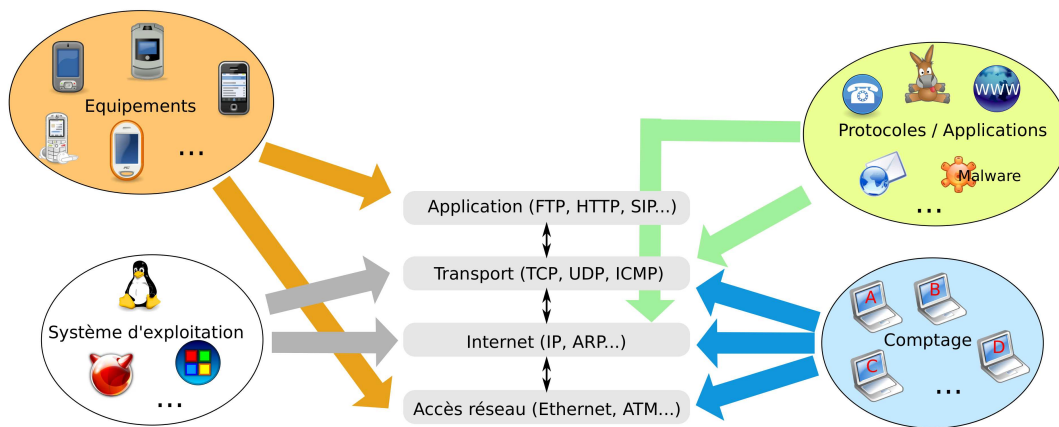 Equipements
...
Protocoles / Applications
WWW
Malware
...
Application (FTP, HTTP, SIP...)
Transport (TCP, UDP, ICMP)
Internet (IP, ARP...)
Accès réseau (Ethernet, ATM...)
Système d'exploitation
...
A
B
Comptage
C
D
...